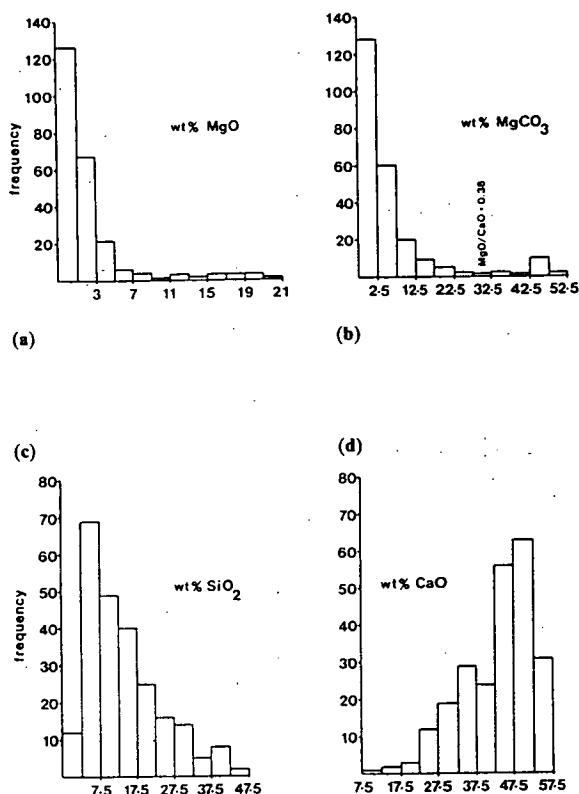 140
120
100
80
60
40
20
frequency
wt% MgO
3 7 11 15 19 21
(a)
140
120
100
80
60
40
20
wt% MgCO3
MgO/CaO · 0.36
2·5 12·5 22·5 32·5 42·5 52·5
(b)
(c)
80
70
60
50
40
30
20
10
frequency
wt% SiO2
7·5 17·5 27·5 37·5 47·5
(d)
80
70
60
50
40
30
20
10
wt% CaO
7·5 17·5 27·5 37·5 47·5 57·5